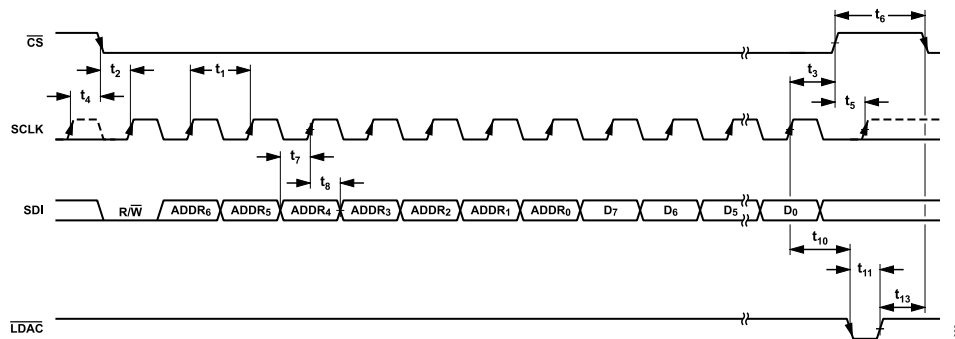 t6
CS
t2
t1
t3
t4
t5
SCLK
t7
t8
SDI
R/W
ADDR6
ADDR5
ADDR4
ADDR3
ADDR2
ADDR1
ADDR0
D7
D6
D5
D0
t10
t11
t13
LDAC